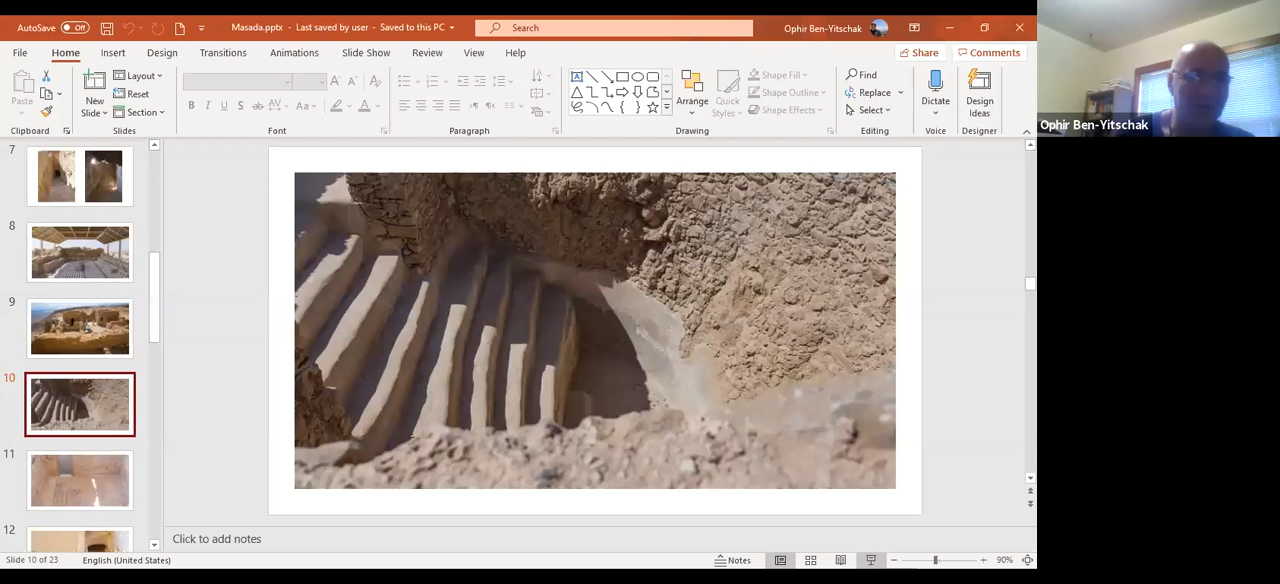 AutoSave Off Masada.pptx - Last saved by user - Saved to this PC Search Ophir Ben-Yitschak
File Home Insert Design Transitions Animations Slide Show Review View Help Share Comments
Layout Shape Fill Find
Reset Shape Outline Replace
Paste New Slide Section B I U S ab AV Aa A Arrange Quick Styles Shape Effects Select Dictate Design Ideas
Clipboard Slides Font Paragraph Drawing Editing Voice Designer
Ophir Ben-Yitschak
7
8
9
10
11
12
Click to add notes
Slide 10 of 23 English (United States) Notes 90%